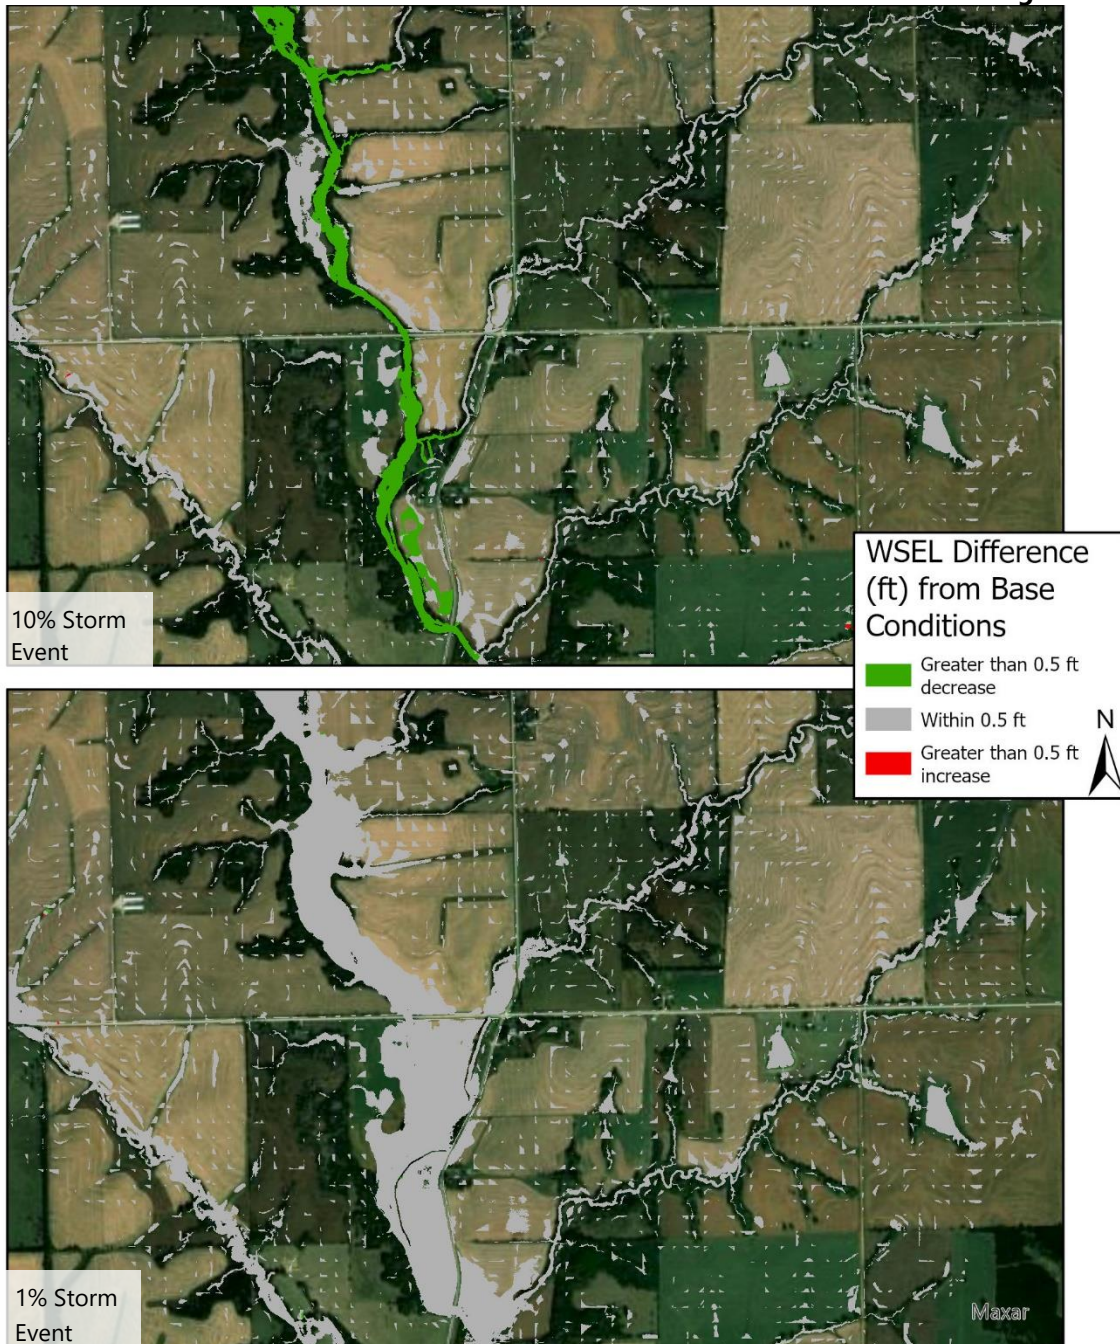 10% Storm
Event
WSEL Difference
(ft) from Base
Conditions
Greater than 0.5 ft
decrease
Within 0.5 ft
Greater than 0.5 ft
increase
N
1% Storm
Event
Maxar